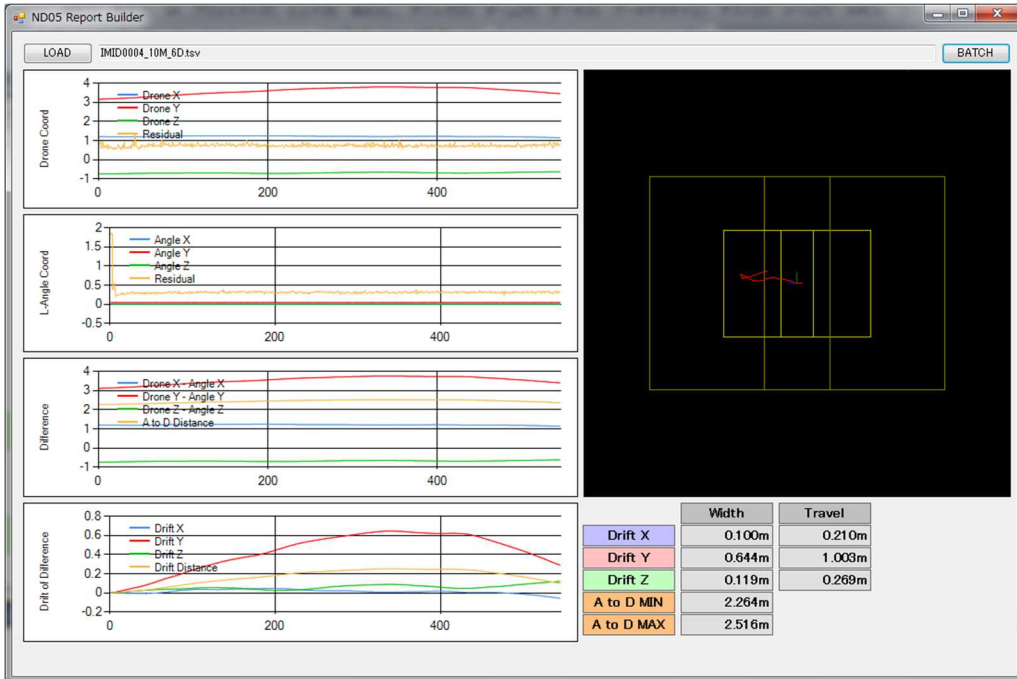 ND05 Report Builder
LOAD IMID0004_10M_6D.tsv BATCH
Drone Coord
4
3
2
1
0
-1
Drone X
Drone Y
Drone Z
Residual
0 200 400
L-Angle Coord
2
1.5
1
0.5
0
-0.5
Angle X
Angle Y
Angle Z
Residual
0 200 400
Difference
4
3
2
1
0
-1
Drone X - Angle X
Drone Y - Angle Y
Drone Z - Angle Z
A to D Distance
0 200 400
Drift of Difference
0.8
0.6
0.4
0.2
0
-0.2
Drift X
Drift Y
Drift Z
Drift Distance
0 200 400
Width Travel
Drift X 0.100m 0.210m
Drift Y 0.644m 1.003m
Drift Z 0.119m 0.269m
A to D MIN 2.264m
A to D MAX 2.516m